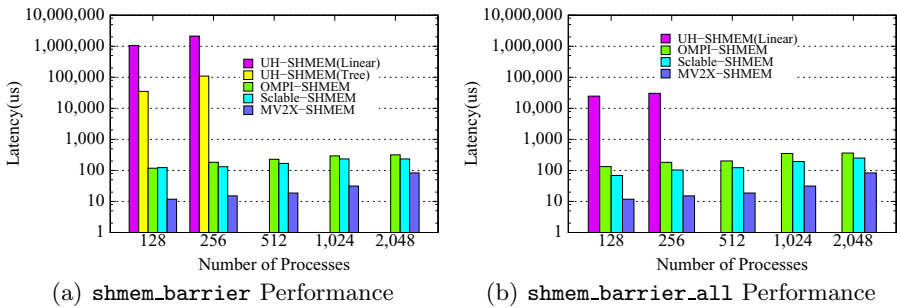 10,000,000
1,000,000
100,000
10,000
1,000
100
10
1
Latency(us)
UH−SHMEM(Linear)
UH−SHMEM(Tree)
OMPI−SHMEM
Sclable−SHMEM
MV2X−SHMEM
128 256 512 1,024 2,048
Number of Processes
(a) shmem_barrier Performance
10,000,000
1,000,000
100,000
10,000
1,000
100
10
1
Latency(us)
UH−SHMEM(Linear)
OMPI−SHMEM
Sclable−SHMEM
MV2X−SHMEM
128 256 512 1,024 2,048
Number of Processes
(b) shmem_barrier_all Performance